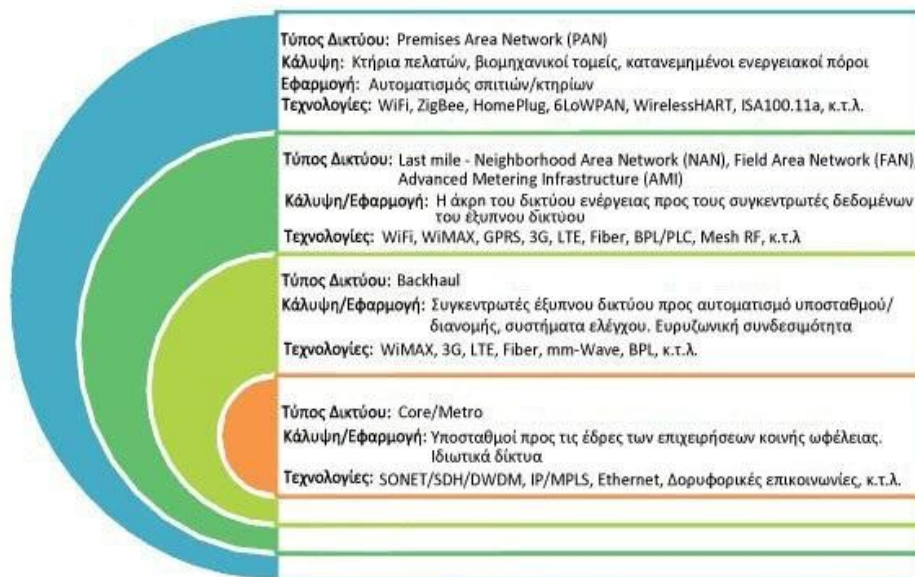 Τύπος Δικτύου: Premises Area Network (PAN)
Κάλυψη: Κτήρια πελατών, βιομηχανικοί τομείς, κατανεμημένοι ενεργειακοί πόροι
Εφαρμογή: Αυτοματισμός σπιτιών/κτηρίων
Τεχνολογίες: WiFi, ZigBee, HomePlug, 6LoWPAN, WirelessHART, ISA100.11a, κ.τ.λ.
Τύπος Δικτύου: Last mile - Neighborhood Area Network (NAN), Field Area Network (FAN),
Advanced Metering Infrastructure (AMI)
Κάλυψη/Εφαρμογή: Η άκρη του δικτύου ενέργειας προς τους συγκεντρωτές δεδομένων
του έξυπνου δικτύου
Τεχνολογίες: WiFi, WiMAX, GPRS, 3G, LTE, Fiber, BPL/PLC, Mesh RF, κ.τ.λ
Τύπος Δικτύου: Backhaul
Κάλυψη/Εφαρμογή: Συγκεντρωτές έξυπνου δικτύου προς αυτοματισμό υποσταθμού/
διανομής, συστήματα ελέγχου. Ευρυζωνική συνδεσιμότητα
Τεχνολογίες: WiMAX, 3G, LTE, Fiber, mm-Wave, BPL, κ.τ.λ.
Τύπος Δικτύου: Core/Metro
Κάλυψη/Εφαρμογή: Υποσταθμοί προς τις έδρες των επιχειρήσεων κοινής ωφέλειας.
Ιδιωτικά δίκτυα
Τεχνολογίες: SONET/SDH/DWDM, IP/MPLS, Ethernet, Δορυφορικές επικοινωνίες, κ.τ.λ.